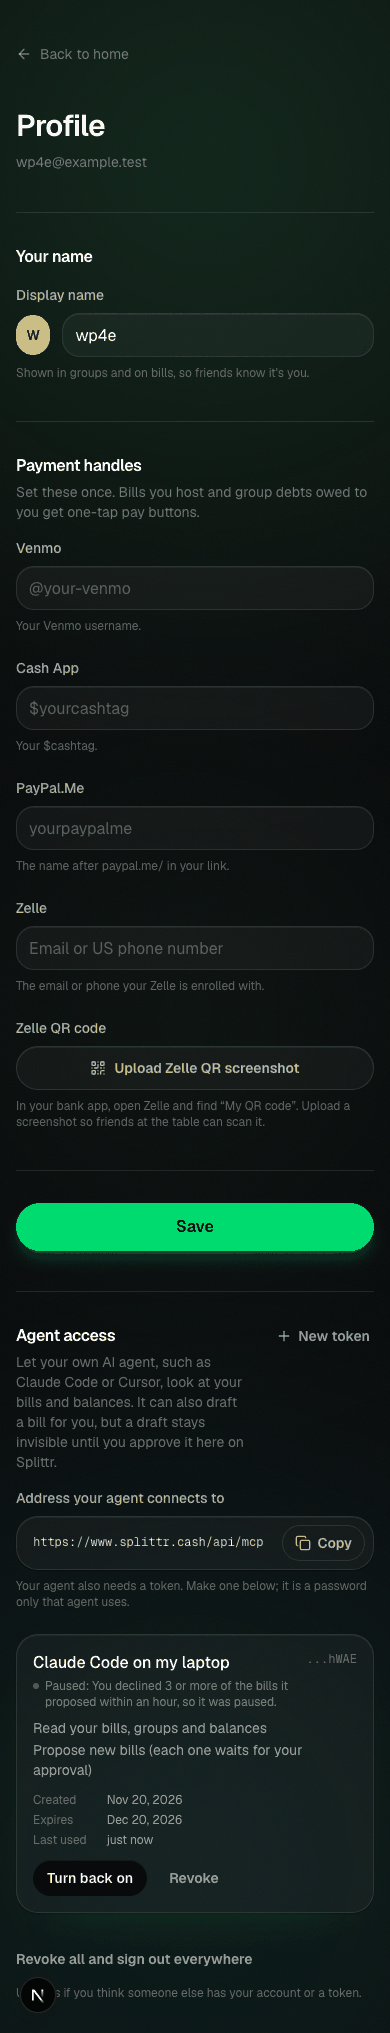 Back to home
Profile
wp4e@example.test
Your name
Display name
W
wp4e
Shown in groups and on bills, so friends know it's you.
Payment handles
Set these once. Bills you host and group debts owed to
you get one-tap pay buttons.
Venmo
@your-venmo
Your Venmo username.
Cash App
$yourcashtag
Your $cashtag.
PayPal.Me
yourpaypalme
The name after paypal.me/ in your link.
Zelle
Email or US phone number
The email or phone your Zelle is enrolled with.
Zelle QR code
Upload Zelle QR screenshot
In your bank app, open Zelle and find “My QR code”. Upload a
screenshot so friends at the table can scan it.
Save
Agent access
New token
Let your own AI agent, such as
Claude Code or Cursor, look at your
bills and balances. It can also draft
a bill for you, but a draft stays
invisible until you approve it here on
Splittr.
Address your agent connects to
https://www.splittr.cash/api/mcp
Copy
Your agent also needs a token. Make one below; it is a password
only that agent uses.
Claude Code on my laptop
...hWAE
Paused: You declined 3 or more of the bills it
proposed within an hour, so it was paused.
Read your bills, groups and balances
Propose new bills (each one waits for your
approval)
Created Nov 20, 2026
Expires Dec 20, 2026
Last used just now
Turn back on
Revoke
Revoke all and sign out everywhere
N
if you think someone else has your account or a token.